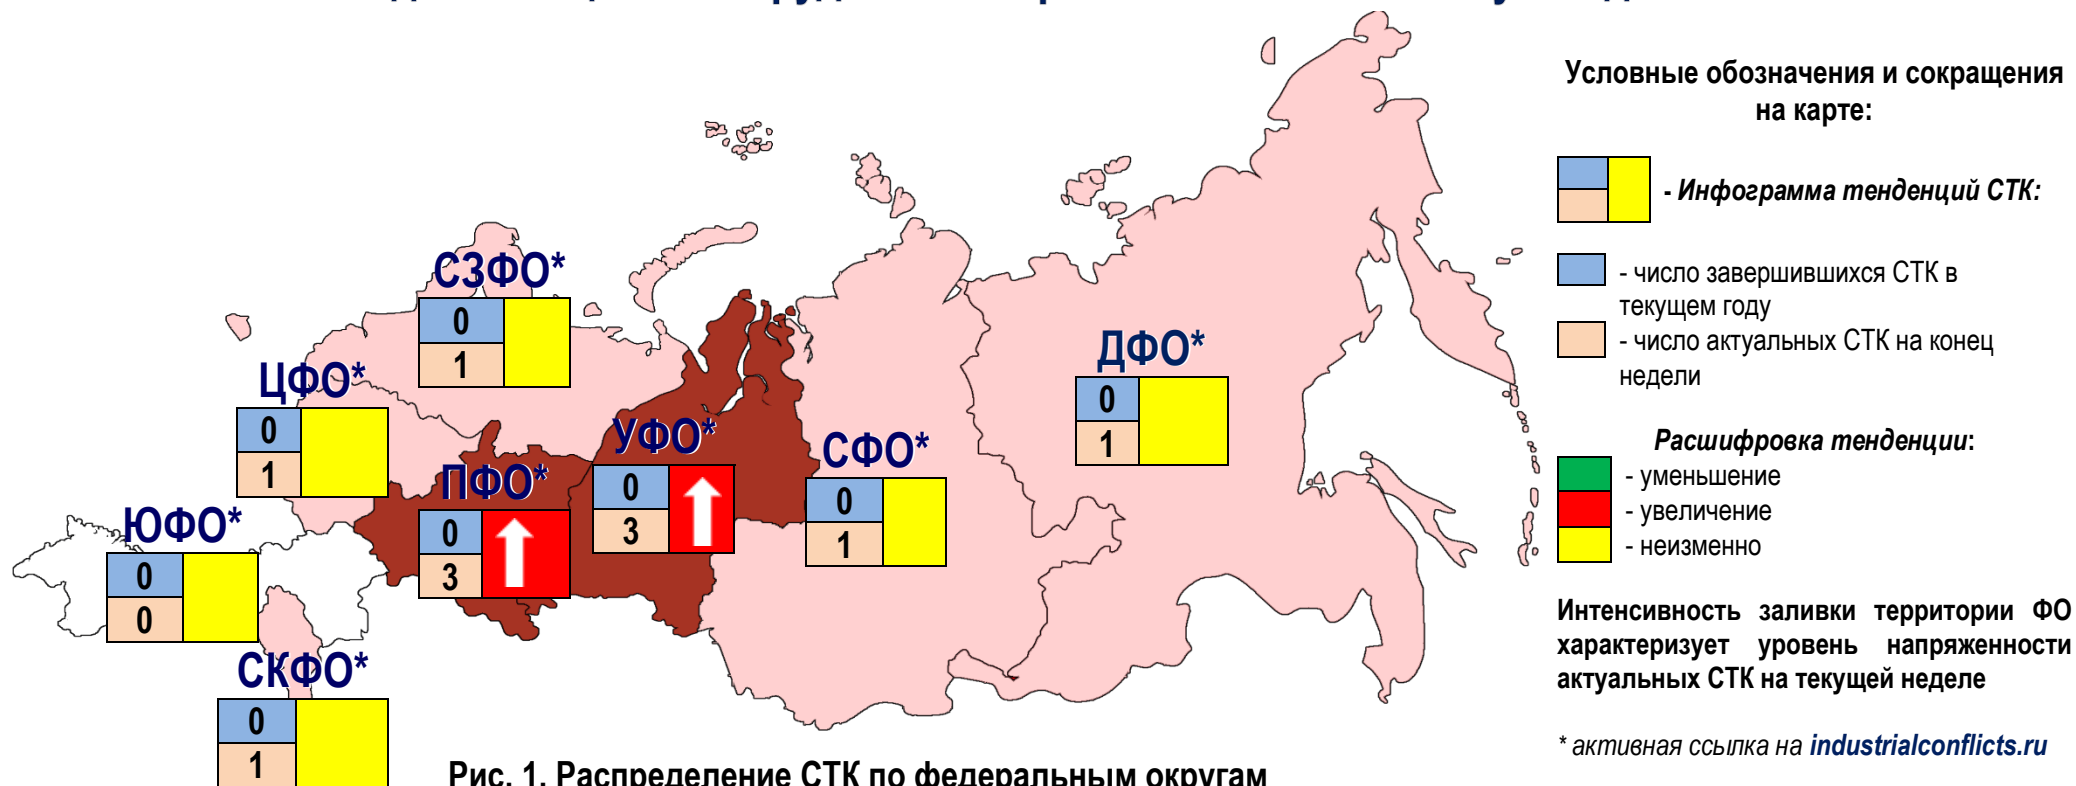 Условные обозначения и сокращения
на карте:
- Инфограмма тенденций СТК:
- число завершившихся СТК в
текущем году
- число актуальных СТК на конец
недели
Расшифровка тенденции:
- уменьшение
- увеличение
- неизменно
Интенсивность заливки территории ФО
характеризует уровень напряженности
актуальных СТК на текущей неделе
* активная ссылка на industrialconflicts.ru
СЗФО*
0
1
ЦФО*
0
1
ДФО*
0
1
УФО*
0
3
СФО*
0
1
ПФО*
0
3
ЮФО*
0
0
СКФО*
0
1
Рис. 1. Распределение СТК по федеральным округам